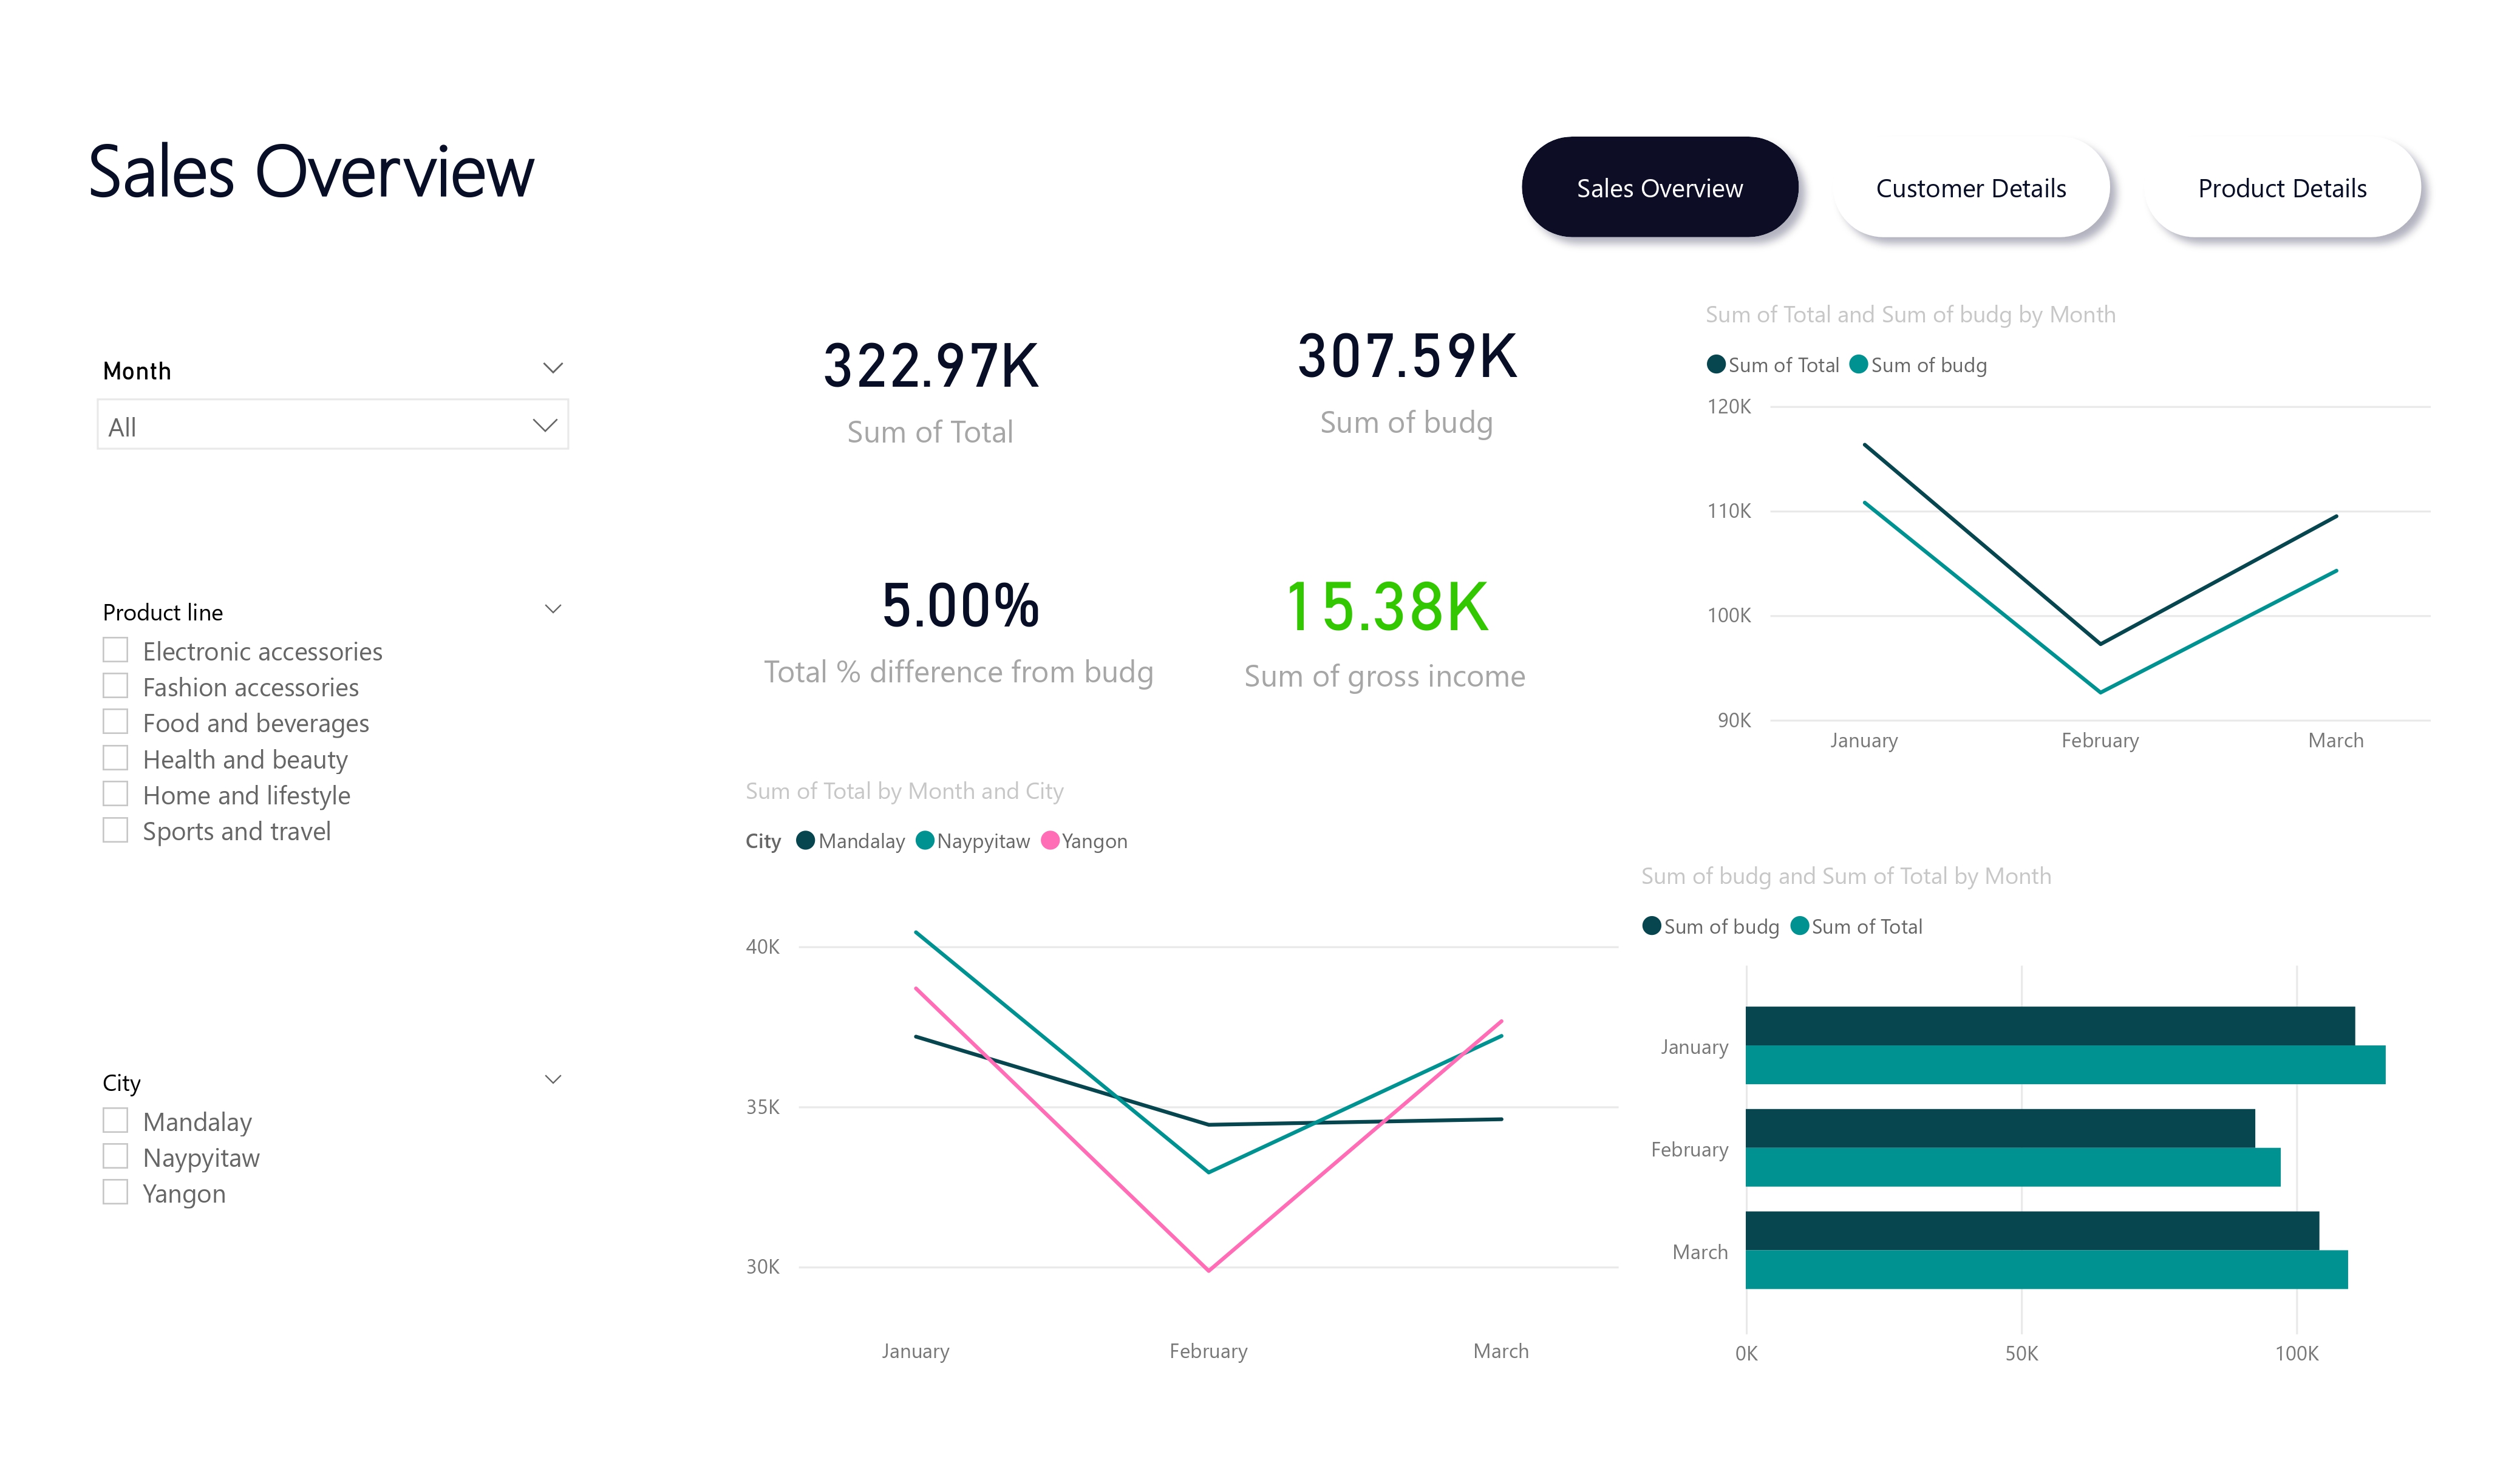 Sales Overview
Sales Overview
Customer Details
Product Details
Month
All
Product line
Electronic accessories
Fashion accessories
Food and beverages
Health and beauty
Home and lifestyle
Sports and travel
City
Mandalay
Naypyitaw
Yangon
322.97K
Sum of Total
307.59K
Sum of budg
5.00%
Total % difference from budg
15.38K
Sum of gross income
Sum of Total and Sum of budg by Month
Sum of Total Sum of budg
120K
110K
100K
90K
January February March
Sum of Total by Month and City
City Mandalay Naypyitaw Yangon
40K
35K
30K
January February March
Sum of budg and Sum of Total by Month
Sum of budg Sum of Total
January
February
March
0K 50K 100K